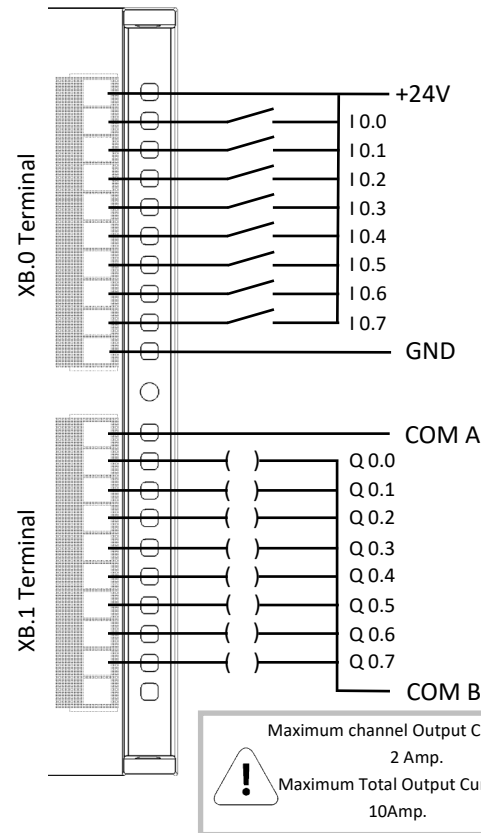 XB.0 Terminal
+24V
I 0.0
I 0.1
I 0.2
I 0.3
I 0.4
I 0.5
I 0.6
I 0.7
GND
XB.1 Terminal
COM A
Q 0.0
Q 0.1
Q 0.2
Q 0.3
Q 0.4
Q 0.5
Q 0.6
Q 0.7
COM B
Maximum channel Output
2 Amp.
Maximum Total Output
10Amp.